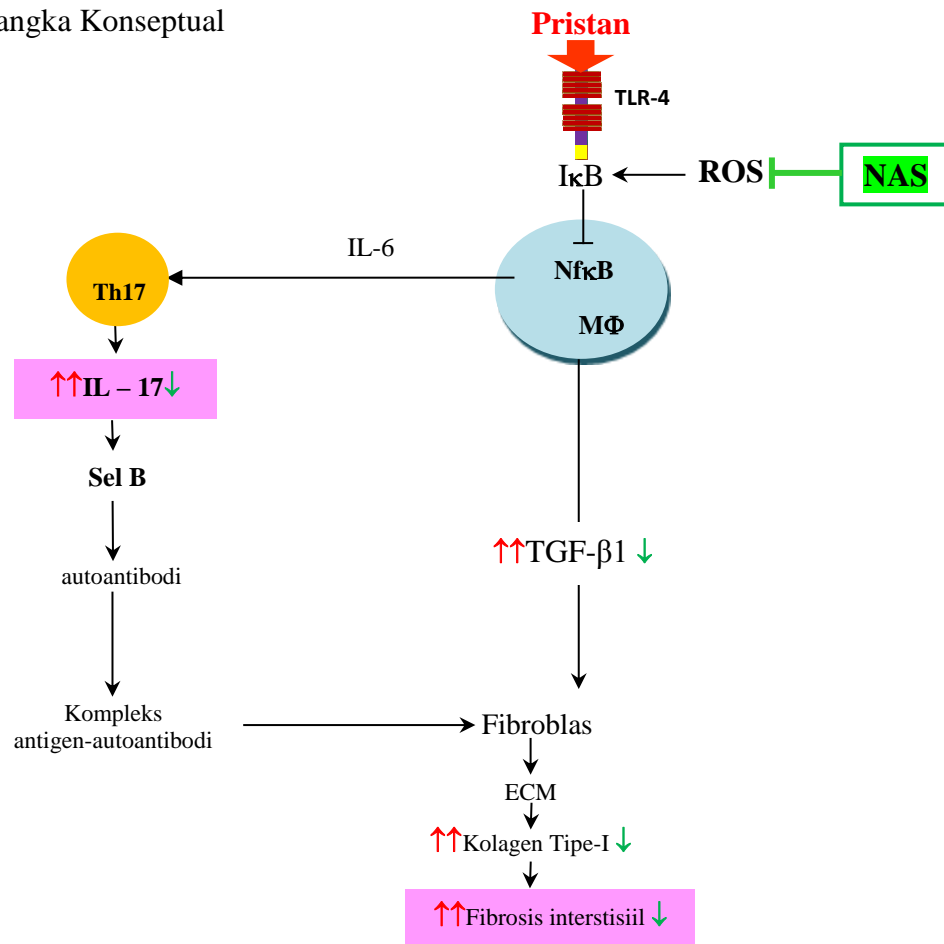 angka Konseptual
Pristan
TLR-4
IκB
ROS
NAS
IL-6
NfκB
MΦ
Th17
↑↑IL – 17↓
Sel B
autoantibodi
↑↑TGF-β1 ↓
Kompleks
antigen-autoantibodi
Fibroblas
ECM
↑↑Kolagen Tipe-I ↓
↑↑Fibrosis interstisiil ↓